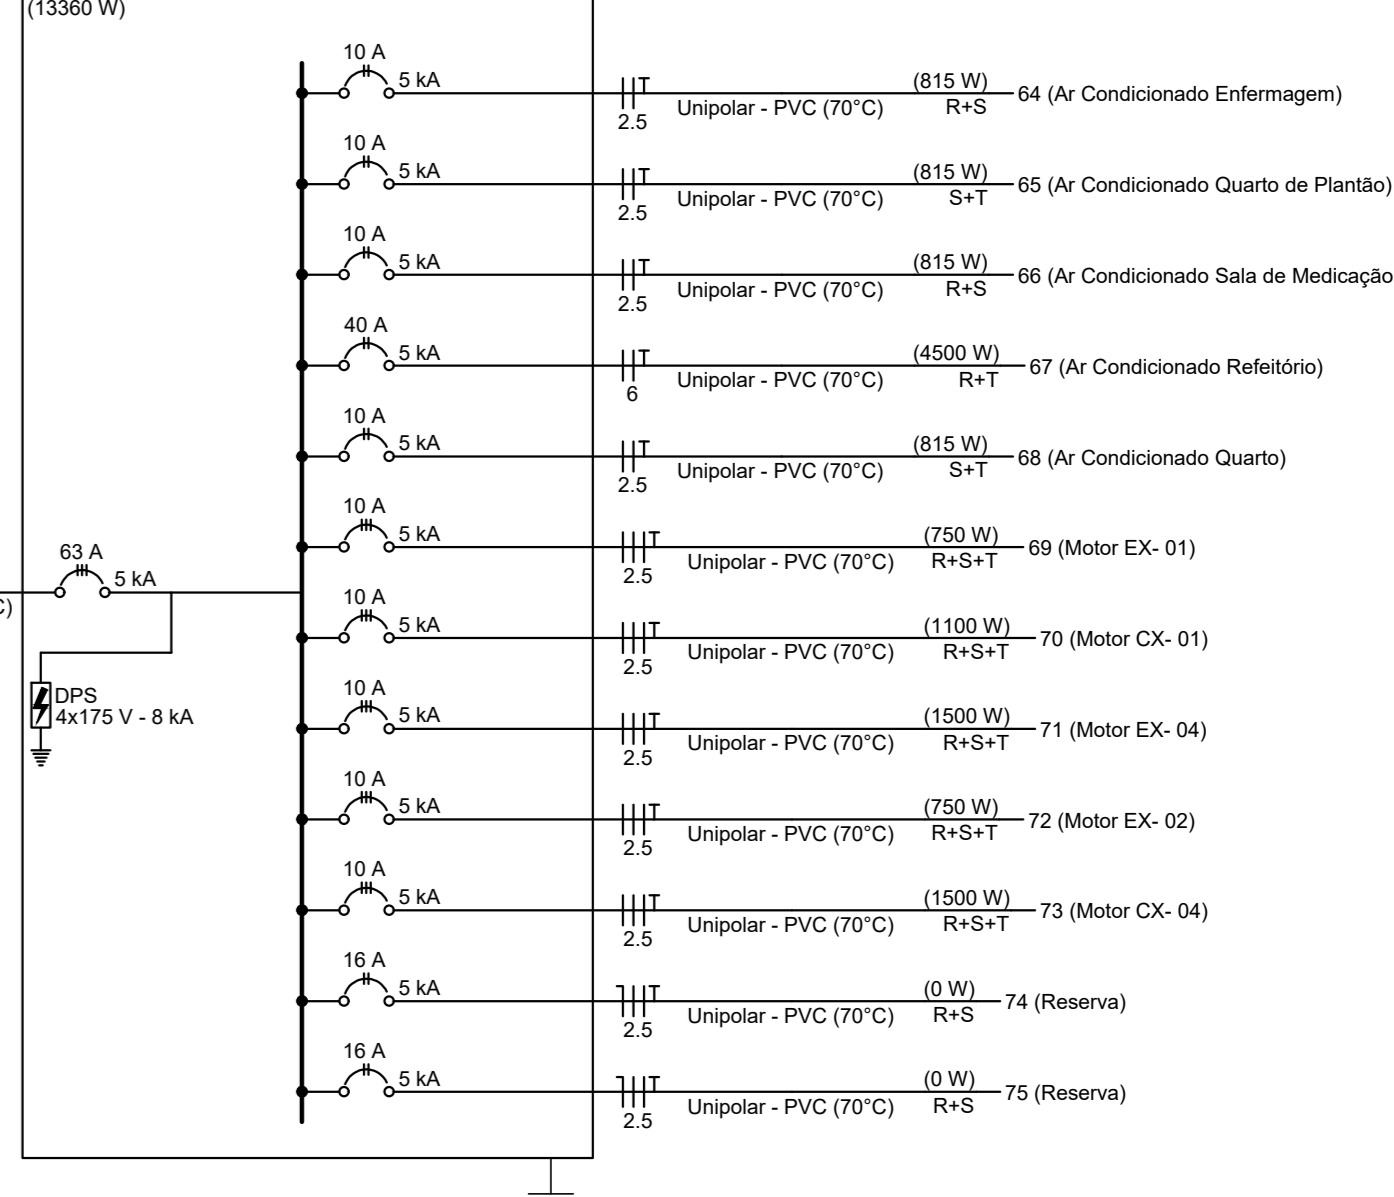 (13360 W)
10 A
5 kA
2.5
Unipolar - PVC (70°C)
(815 W)
R+S
64 (Ar Condicionado Enfermagem)
10 A
5 kA
T
2.5
Unipolar - PVC (70°C)
(815 W)
S+T
65 (Ar Condicionado Quarto de Plantão)
10 A
5 kA
T
2.5
Unipolar - PVC (70°C)
(815 W)
R+S
66 (Ar Condicionado Sala de Medicação
40 A
5 kA
T
6
Unipolar - PVC (70°C)
(4500 W)
R+T
67 (Ar Condicionado Refeitório)
10 A
5 kA
T
2.5
Unipolar - PVC (70°C)
(815 W)
S+T
68 (Ar Condicionado Quarto)
10 A
5 kA
T
2.5
Unipolar - PVC (70°C)
(750 W)
R+S+T
69 (Motor EX- 01)
63 A
5 kA
C)
10 A
5 kA
T
2.5
Unipolar - PVC (70°C)
(1100 W)
R+S+T
70 (Motor CX- 01)
DPS
4x175 V - 8 kA
10 A
5 kA
T
2.5
Unipolar - PVC (70°C)
(1500 W)
R+S+T
71 (Motor EX- 04)
10 A
5 kA
T
2.5
Unipolar - PVC (70°C)
(750 W)
R+S+T
72 (Motor EX- 02)
10 A
5 kA
T
2.5
Unipolar - PVC (70°C)
(1500 W)
R+S+T
73 (Motor CX- 04)
16 A
5 kA
T
2.5
Unipolar - PVC (70°C)
(0 W)
R+S
74 (Reserva)
16 A
5 kA
T
2.5
Unipolar - PVC (70°C)
(0 W)
R+S
75 (Reserva)